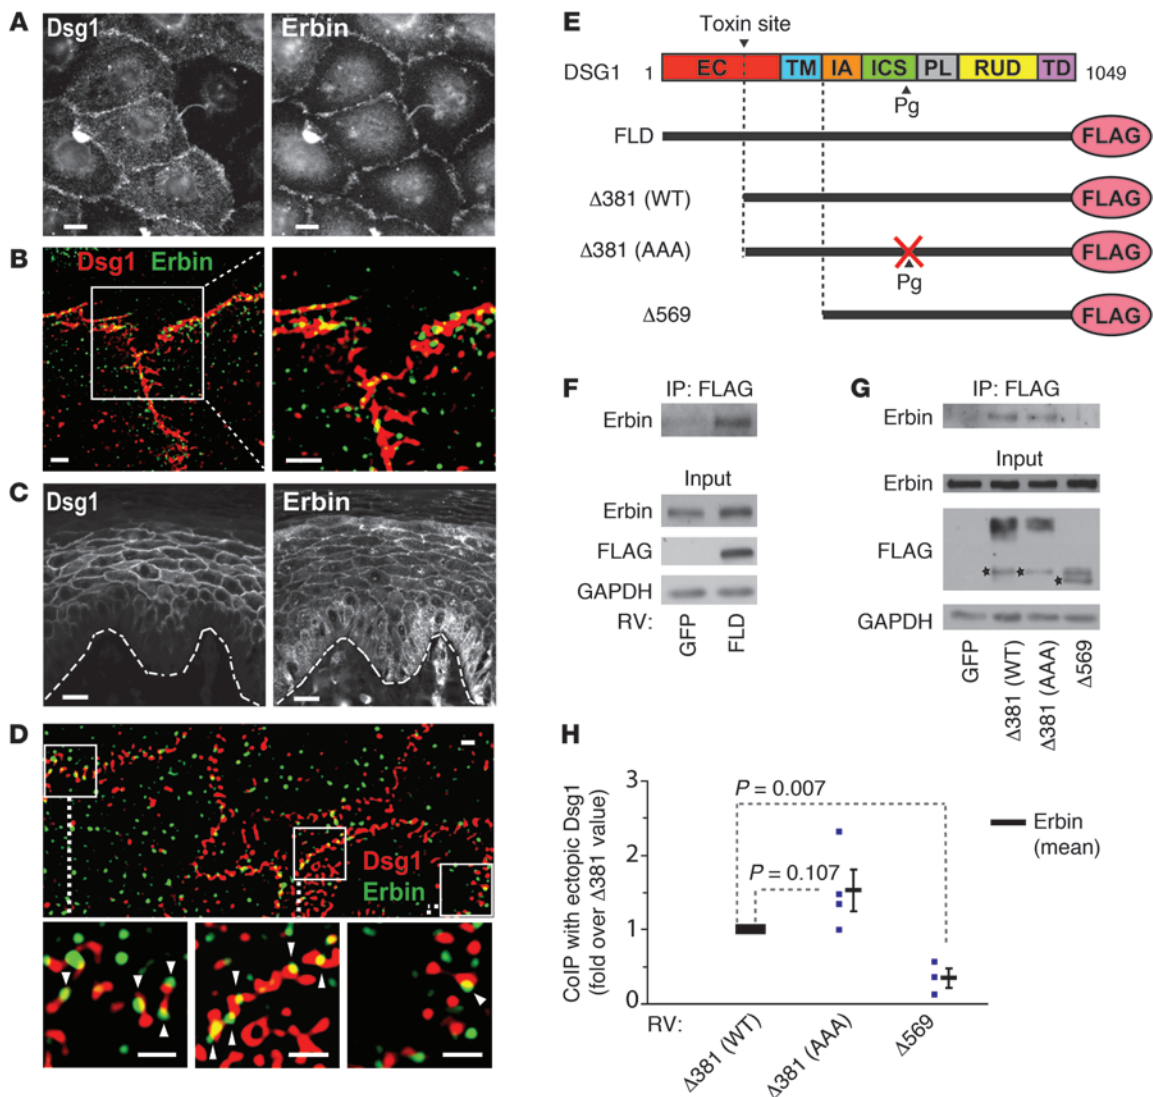 A
Dsg1
Erbin
B
Dsg1 Erbin
C
Dsg1
Erbin
D
Dsg1
Erbin
E
Toxin site
DSG1 1 EC TM IA ICS PL RUD TD 1049
Pg
FLD FLAG
Δ381 (WT) FLAG
Δ381 (AAA) FLAG
Pg
Δ569 FLAG
F
IP: FLAG
Erbin
Input
Erbin
FLAG
GAPDH
RV: GFP FLD
G
IP: FLAG
Erbin
Input
Erbin
FLAG
GAPDH
GFP Δ381 (WT) Δ381 (AAA) Δ569
H
CoIP with ectopic Dsg1
(fold over Δ381 value)
3
2
1
0
P = 0.007
P = 0.107
Erbin
(mean)
RV: Δ381 (WT) Δ381 (AAA) Δ569